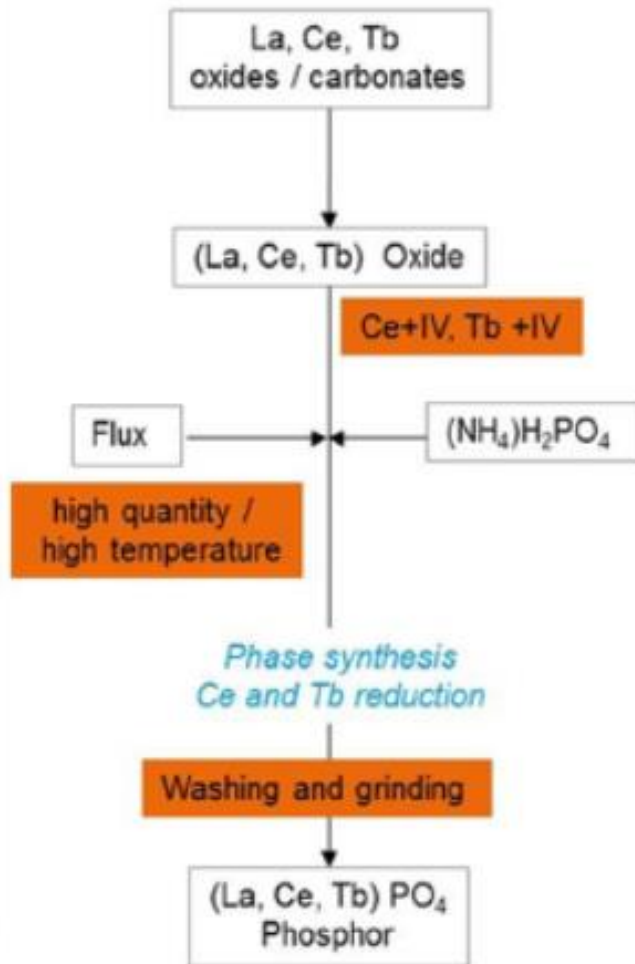 La, Ce, Tb
oxides / carbonates
(La, Ce, Tb) Oxide
Ce+IV, Tb +IV
Flux
(NH₄)H₂PO₄
high quantity /
high temperature
Phase synthesis
Ce and Tb reduction
Washing and grinding
(La, Ce, Tb) PO₄
Phosphor